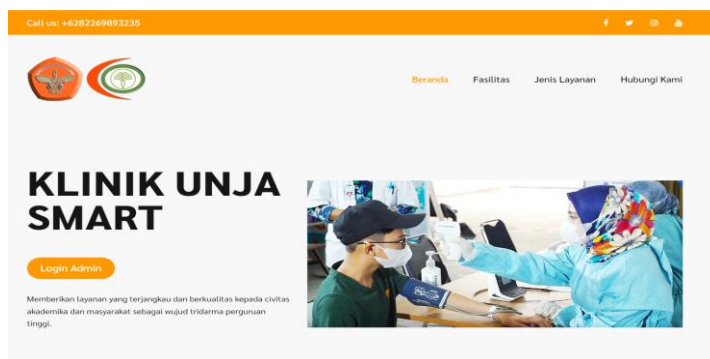 Call us: +6282269893235
Beranda Fasilitas Jenis Layanan Hubungi Kami
KLINIK UNJA
SMART
Login Admin
Memberikan layanan yang terjangkau dan berkualitas kepada civitas
akademika dan masyarakat sebagai wujud tridarma perguruan
tinggi.